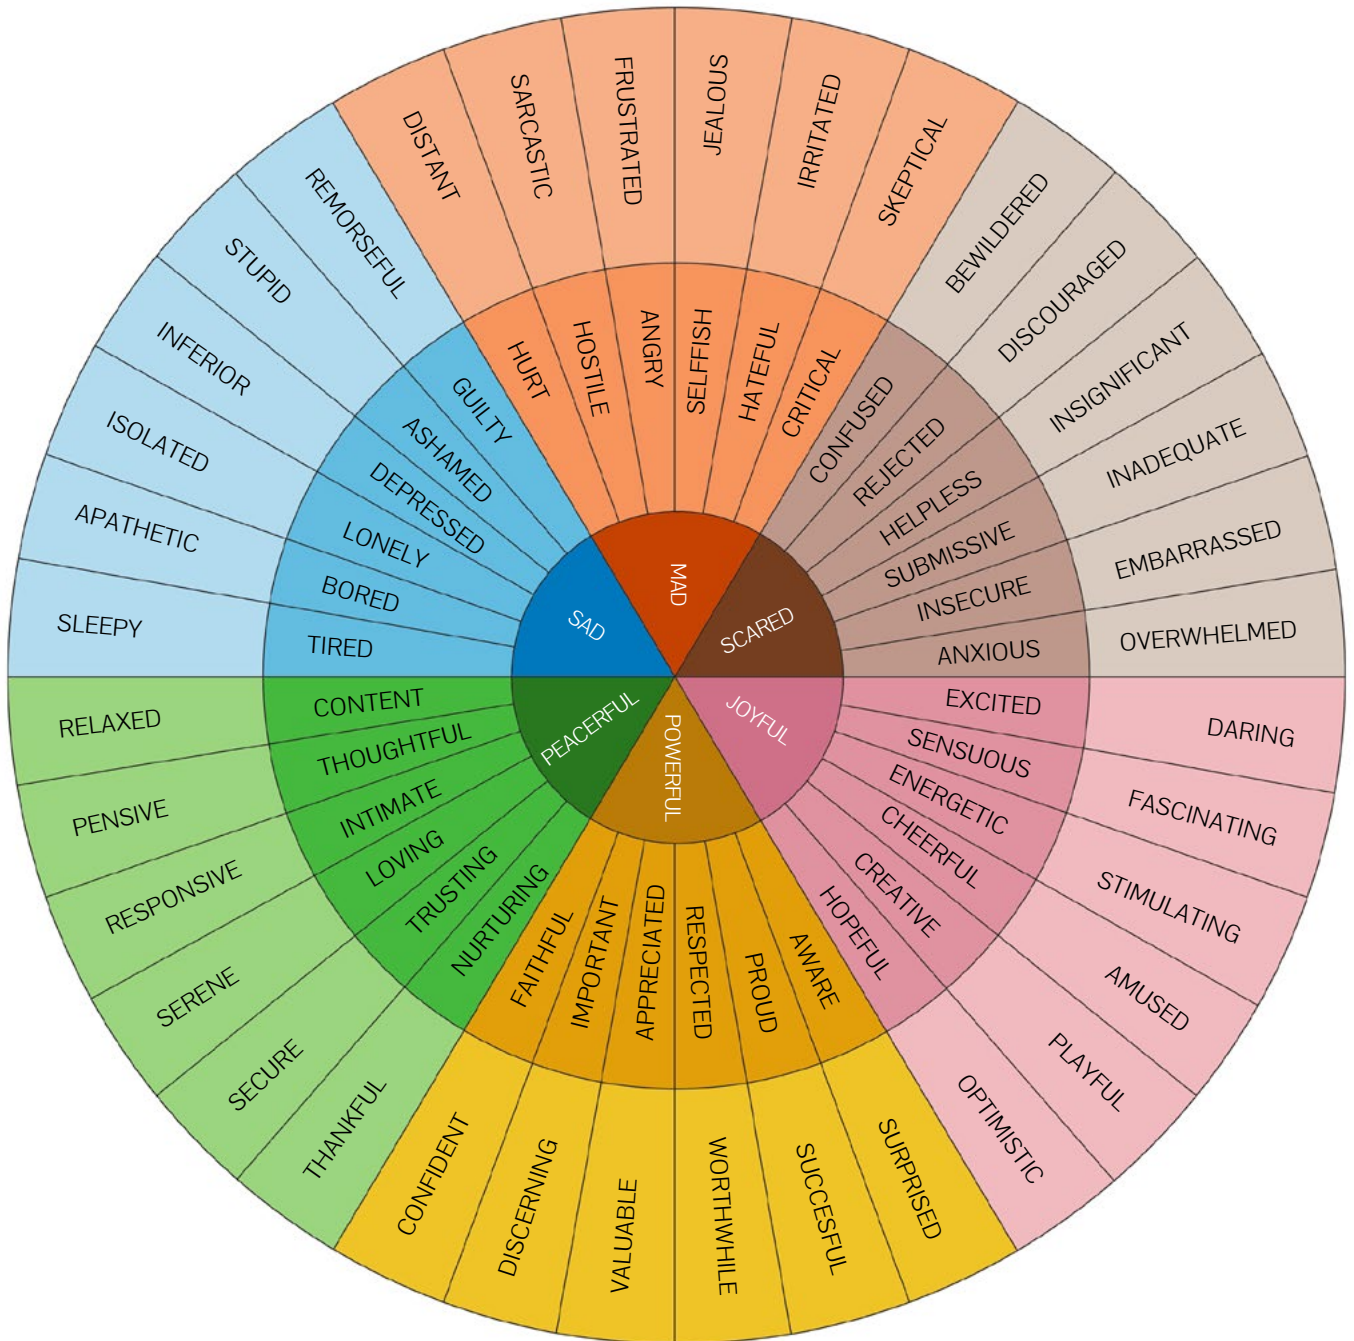 DISTANT
SARCASTIC
FRUSTRATED
JEALOUS
IRRITATED
SKEPTICAL
BEWILDERED
DISCOURAGED
INSIGNIFICANT
INADEQUATE
EMBARRASSED
OVERWHELMED
DARING
FASCINATING
STIMULATING
AMUSED
PLAYFUL
OPTIMISTIC
SURPRISED
SUCCESFUL
WORTHWHILE
VALUABLE
DISCERNING
CONFIDENT
THANKFUL
SECURE
SERENE
RESPONSIVE
PENSIVE
RELAXED
SLEEPY
APATHETIC
ISOLATED
INFERIOR
STUPID
REMORSEFUL
HURT
HOSTILE
ANGRY
SELFFISH
HATEFUL
CRITICAL
CONFUSED
REJECTED
HELPLESS
SUBMISSIVE
INSECURE
ANXIOUS
EXCITED
SENSUOUS
ENERGETIC
CHEERFUL
CREATIVE
HOPEFUL
AWARE
PROUD
RESPECTED
APPRECIATED
IMPORTANT
FAITHFUL
NURTURING
TRUSTING
LOVING
INTIMATE
THOUGHTFUL
CONTENT
TIRED
BORED
LONELY
DEPRESSED
ASHAMED
GUILTY
MAD
SCARED
JOYFUL
POWERFUL
PEACERFUL
SAD